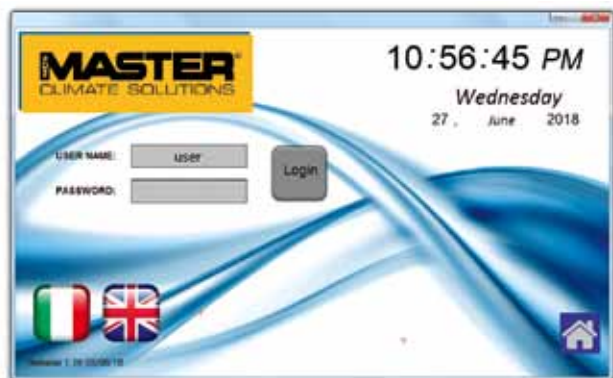 MASTER
CLIMATE SOLUTIONS
10:56:45 PM
Wednesday
27 , June 2018
USER NAME: user
PASSWORD:
Login